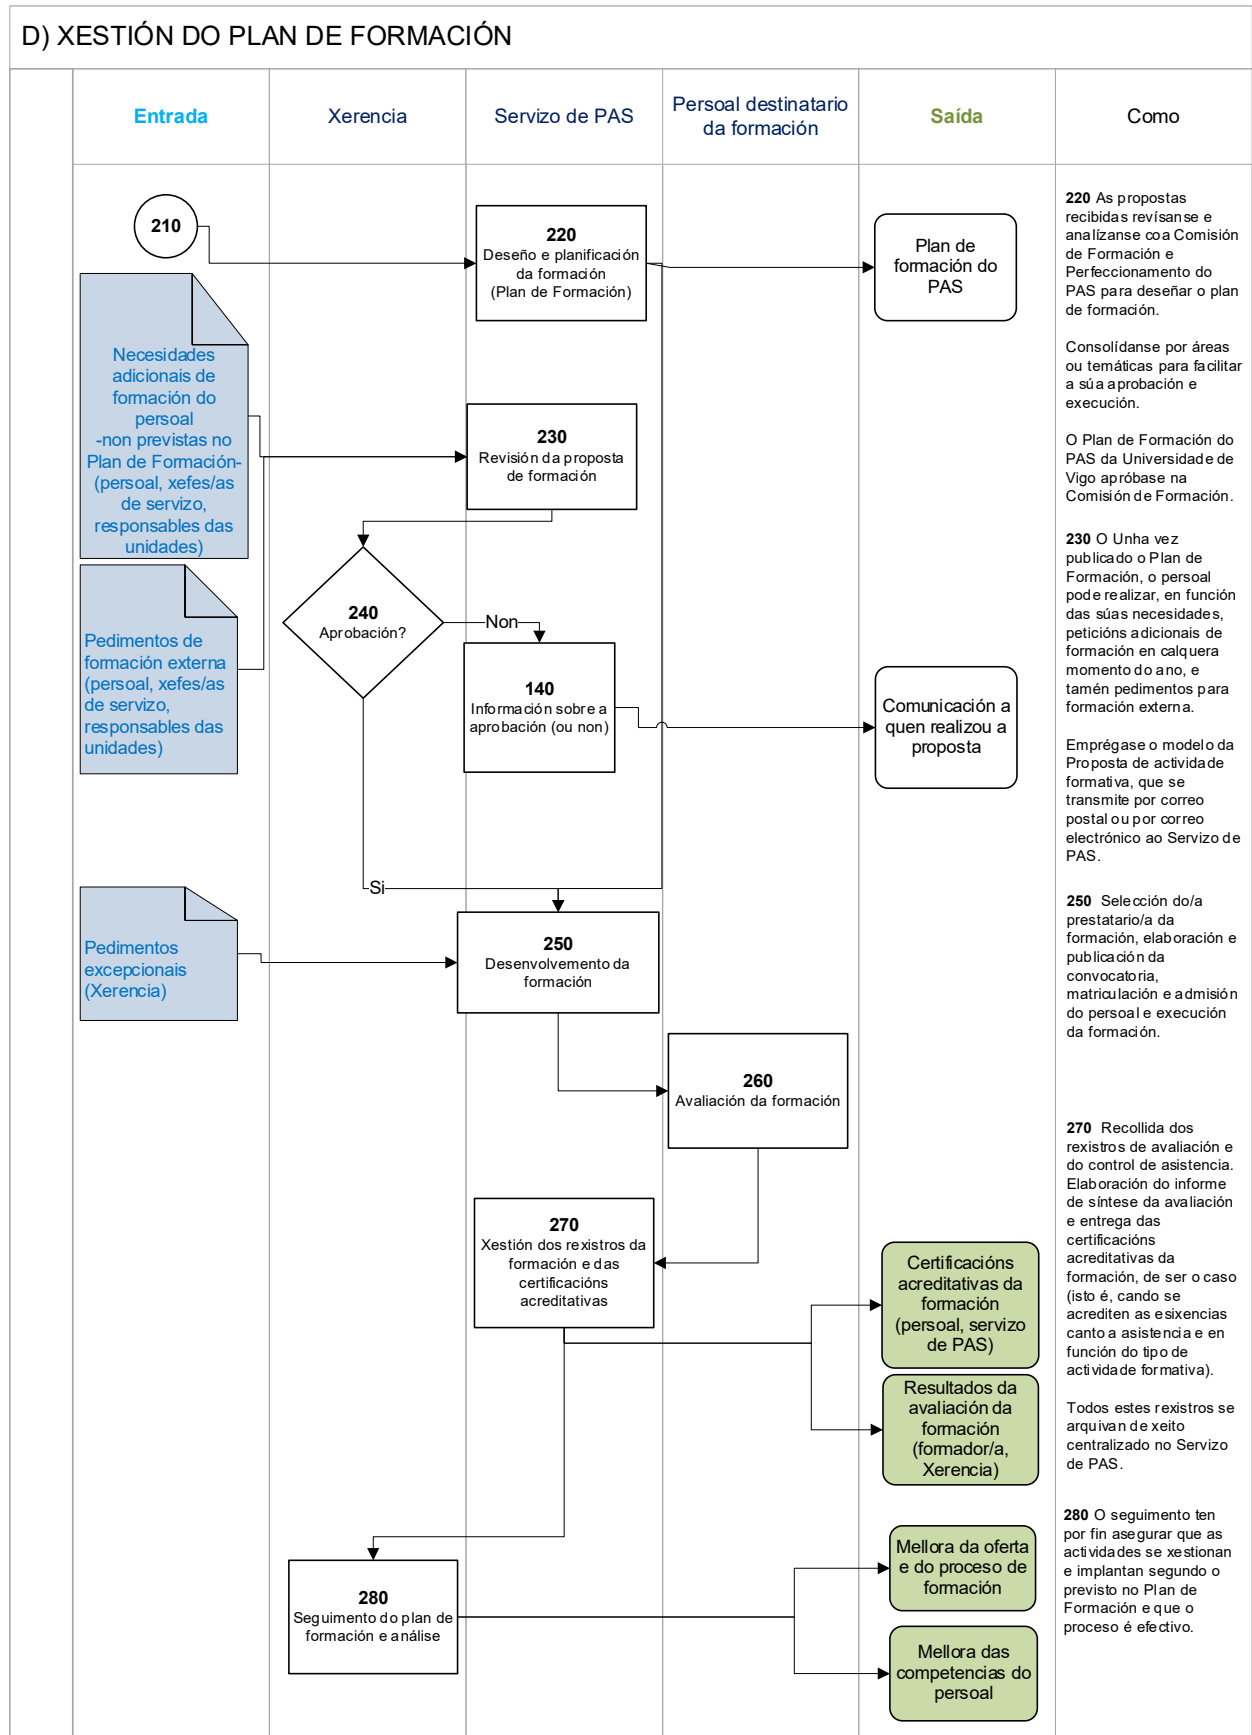 D) XESTIÓN DO PLAN DE FORMACIÓN
Entrada
Xerencia
Servizo de PAS
Persoal destinatario
da formación
Saída
Como
210
220
Deseño e planificación
da formación
(Plan de Formación)
Plan de
formación do
PAS
Necesidades
adicionais de
formación do
persoal
-non previstas no
Plan de Formación-
(persoal, xefes/as
de servizo,
responsables das
unidades)
230
Revisión da proposta
de formación
Pedimentos de
formación externa
(persoal, xefes/as
de servizo,
responsables das
unidades)
240
Aprobación?
Non
Si
140
Información sobre a
aprobación (ou non)
Comunicación a
quen realizou a
proposta
Pedimentos
excepcionais
(Xerencia)
250
Desenvolvemento da
formación
260
Avaliación da formación
270
Xestión dos rexistros da
formación e das
certificacións
acreditativas
Certificacións
acreditativas da
formación
(persoal, servizo
de PAS)
Resultados da
avaliación da
formación
(formador/a,
Xerencia)
280
Seguimento do plan de
formación e análise
Mellora da oferta
e do proceso de
formación
Mellora das
competencias do
persoal
220 As propostas
recibidas revísanse e
analízanse coa Comisión
de Formación e
Perfeccionamento do
PAS para deseñar o plan
de formación.
Consolídanse por áreas
ou temáticas para facilitar
a súa aprobación e
execución.
O Plan de Formación do
PAS da Universidade de
Vigo apróbase na
Comisión de Formación.
230 O Unha vez
publicado o Plan de
Formación, o persoal
pode realizar, en función
das súas necesidades,
peticións adicionais de
formación en calquera
momento do ano, e
tamén pedimentos para
formación externa.
Emprégase o modelo da
Proposta de actividade
formativa, que se
transmite por correo
postal ou por correo
electrónico ao Servizo de
PAS.
250 Selección do/a
prestatario/a da
formación, elaboración e
publicación da
convocatoria,
matriculación e admisión
do persoal e execución
da formación.
270 Recollida dos
rexistros de avaliación e
do control de asistencia.
Elaboración do informe
de síntese da avaliación
e entrega das
certificacións
acreditativas da
formación, de ser o caso
(isto é, cando se
acrediten as esixencias
canto a asistencia e en
función do tipo de
actividade formativa).
Todos estes rexistros se
arquivan de xeito
centralizado no Servizo
de PAS.
280 O seguimento ten
por fin asegurar que as
actividades se xestionan
e implantan segundo o
previsto no Plan de
Formación e que o
proceso é efectivo.